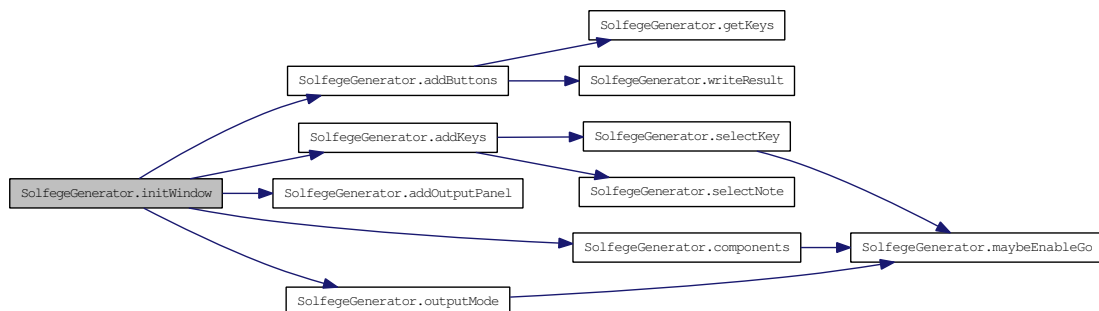 SolfegeGenerator.getKeys
SolfegeGenerator.addButtons
SolfegeGenerator.writeResult
SolfegeGenerator.addKeys
SolfegeGenerator.selectKey
SolfegeGenerator.initWindow
SolfegeGenerator.addOutputPanel
SolfegeGenerator.selectNote
SolfegeGenerator.components
SolfegeGenerator.maybeEnableGo
SolfegeGenerator.outputMode